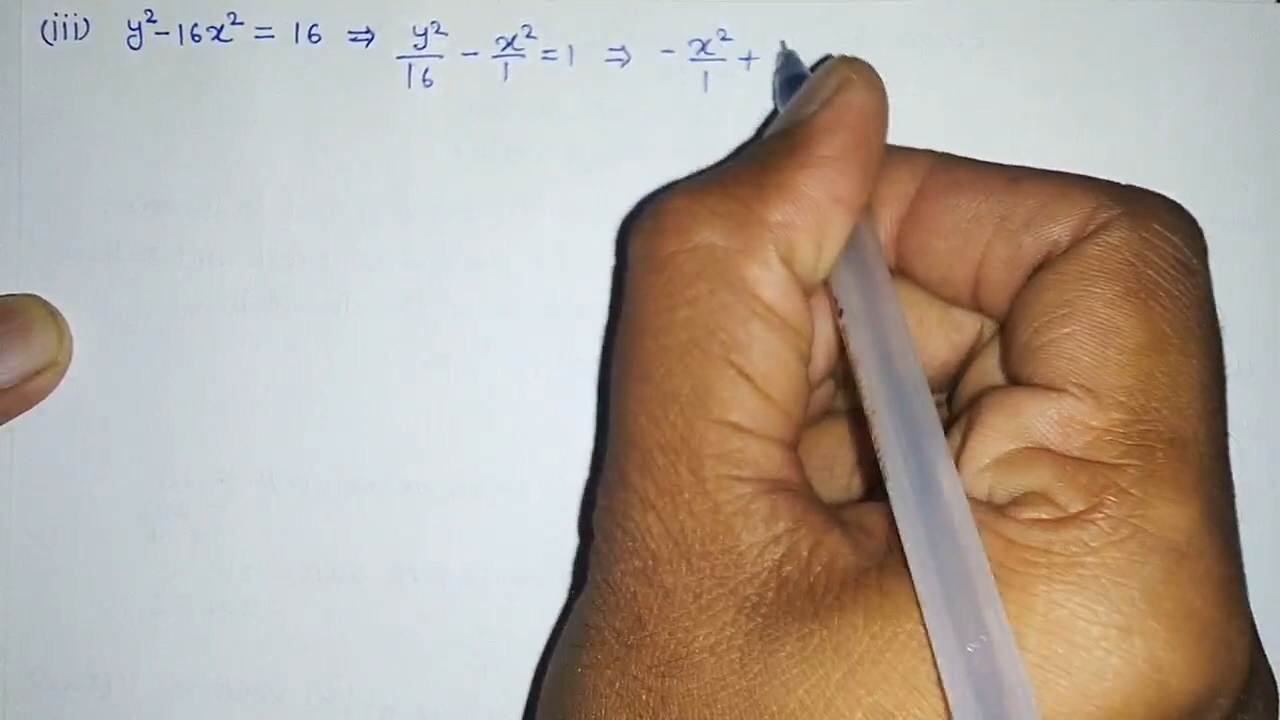 (iii) y² - 16x² = 16 ⇒ y²/16 - x²/1 = 1 ⇒ - x²/1 +